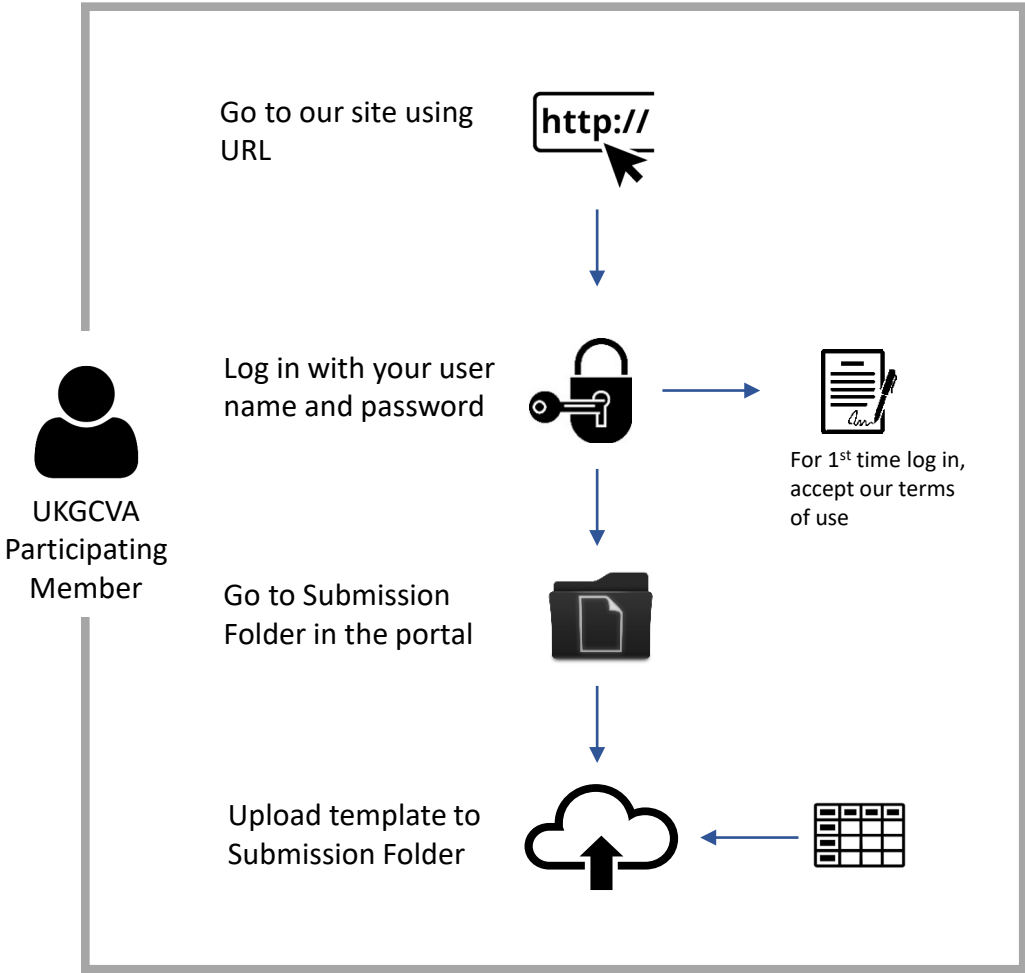 Go to our site using
URL
http://
Log in with your user
name and password
For 1st time log in,
accept our terms
of use
UKGCVA
Participating
Member
Go to Submission
Folder in the portal
Upload template to
Submission Folder